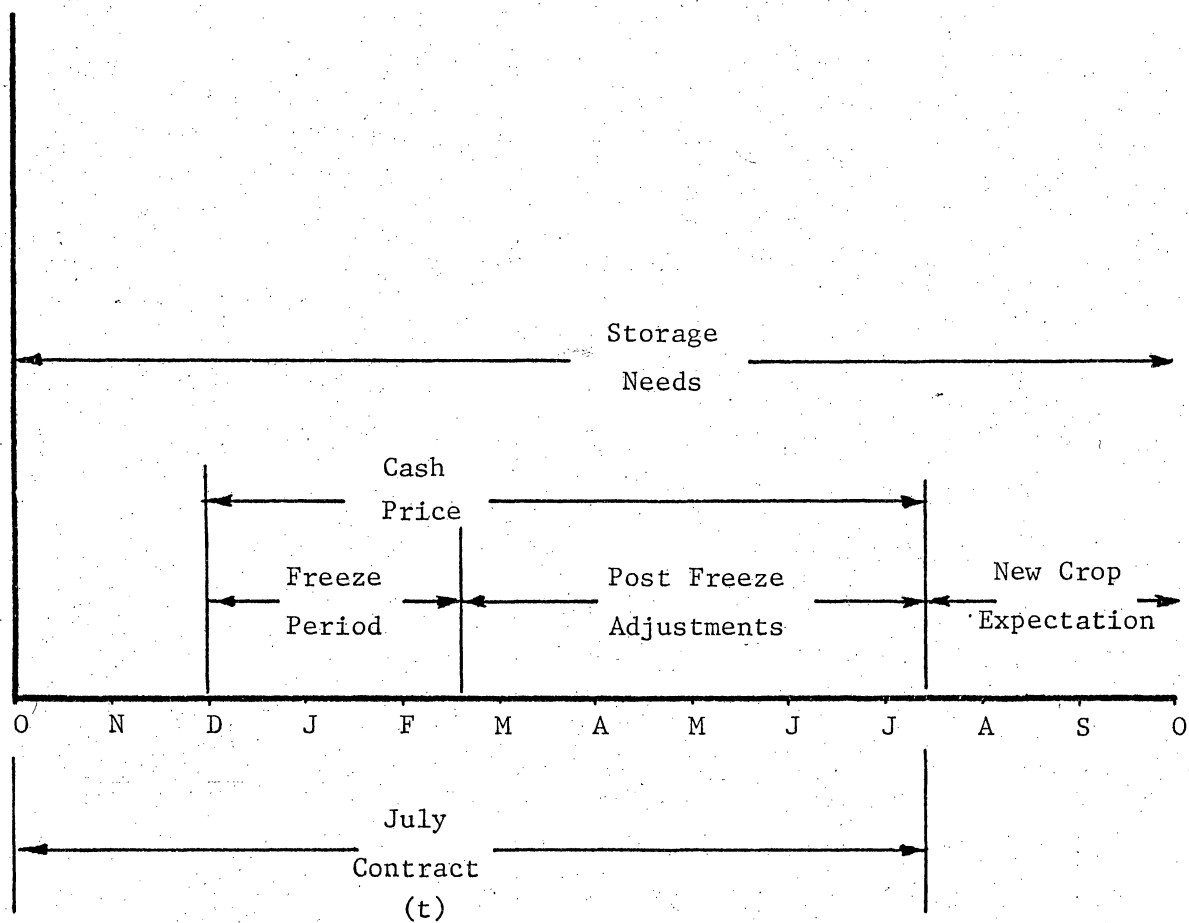 Storage
Needs
Cash
Price
Freeze
Period
Post Freeze
Adjustments
New Crop
Expectation
O N D J F M A M J J A S O
July
Contract
(t)